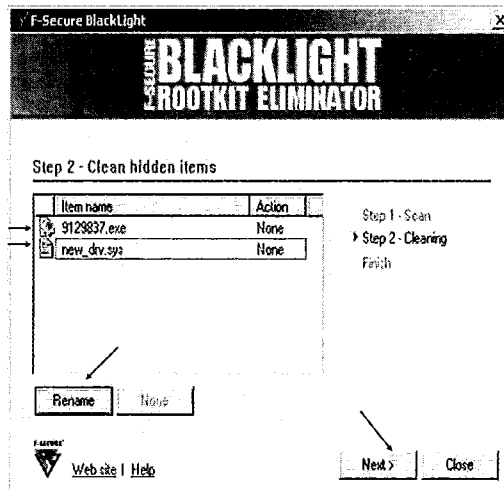 F-Secure BlackLight
F-SECURE
BLACKLIGHT
ROOTKIT ELIMINATOR
Step 2 - Clean hidden items
Item name Action
9129837.exe None
new_drv.sys None
Step 1 - Scan
Step 2 - Cleaning
Finish
Rename None
F-SECURE
Web site | Help
Next > Close